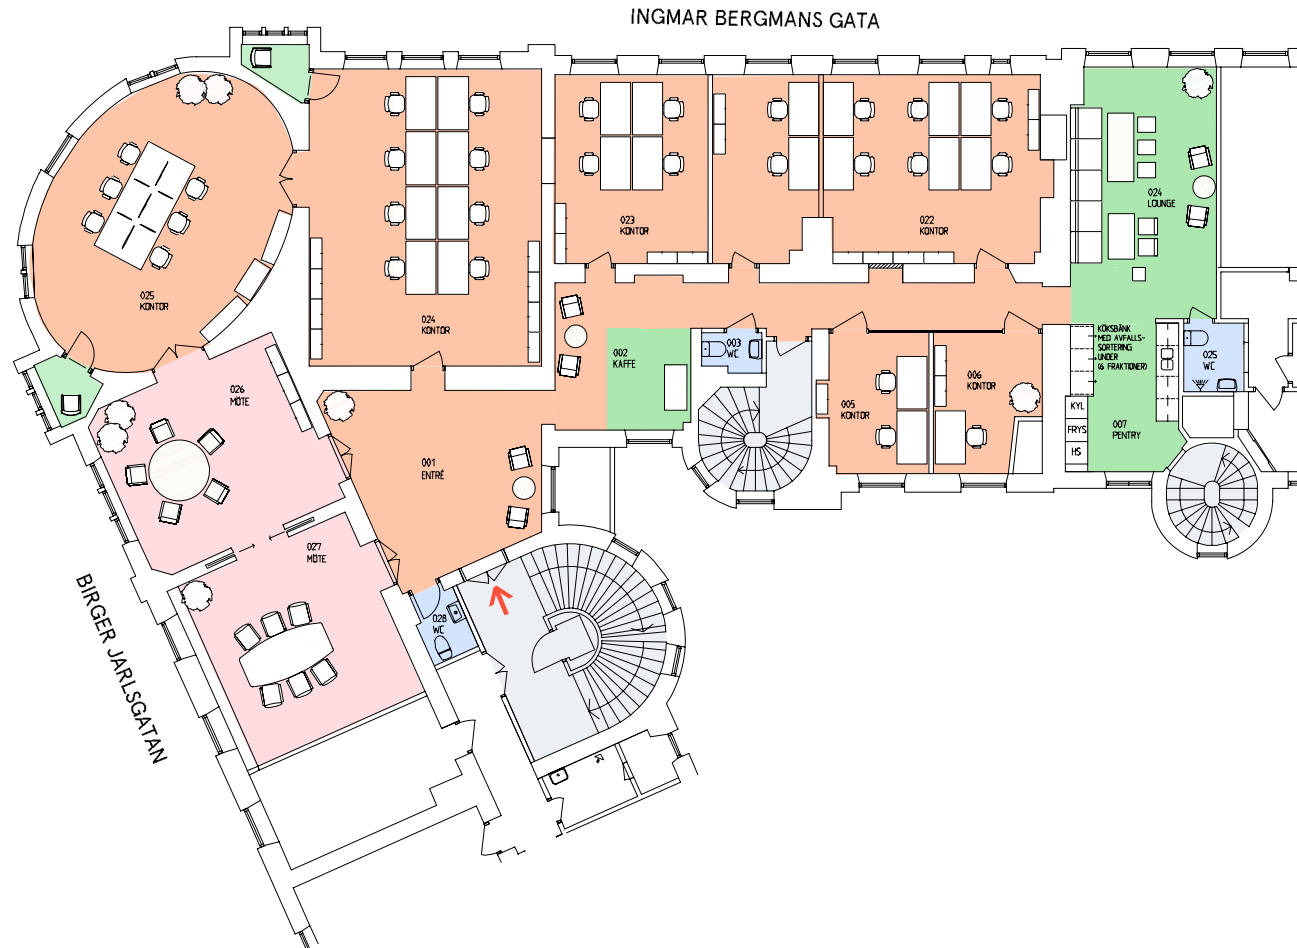 INGMAR BERGMANS GATA
024
LOUNGE
023
KONTOR
022
KONTOR
025
KONTOR
024
KONTOR
KÖKSBÄNK
MED AVFALLS-
SORTERING
UNDER
(6 FRAKTIONER)
003
WC
002
KAFFE
025
WC
026
MÖTE
006
KONTOR
005
KONTOR
KYL
FRYS
HS
007
PENTRY
001
ENTRÉ
027
MÖTE
028
WC
BIRGER JARLSGATAN